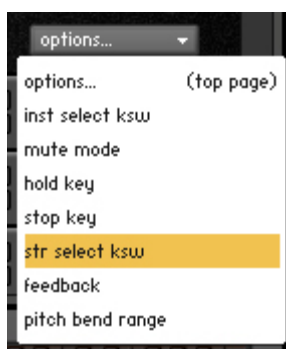 options...
options... (top page)
inst select ksw
mute mode
hold key
stop key
str select ksw
feedback
pitch bend range